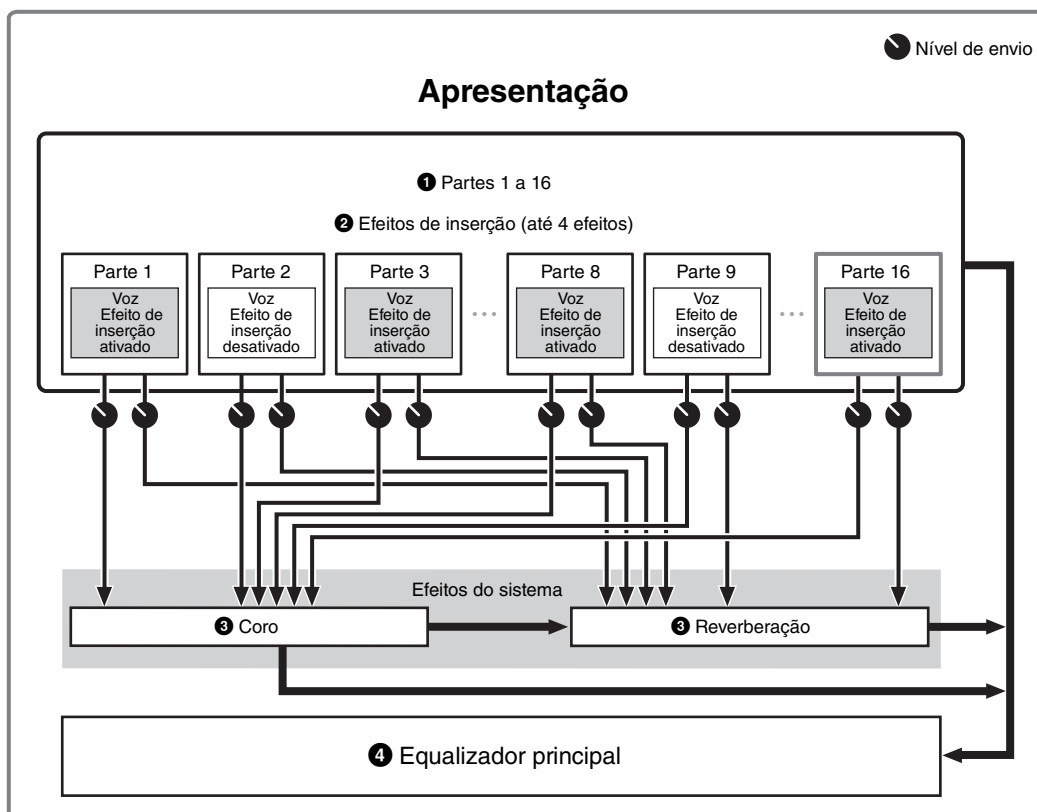 Nível de envio
Apresentação
❶ Partes 1 a 16
❷ Efeitos de inserção (até 4 efeitos)
Parte 1
Voz
Efeito de
inserção
ativado
Parte 2
Voz
Efeito de
inserção
desativado
Parte 3
Voz
Efeito de
inserção
ativado
...
Parte 8
Voz
Efeito de
inserção
ativado
Parte 9
Voz
Efeito de
inserção
desativado
...
Parte 16
Voz
Efeito de
inserção
ativado
Efeitos do sistema
❸ Coro
❸ Reverberação
❹ Equalizador principal